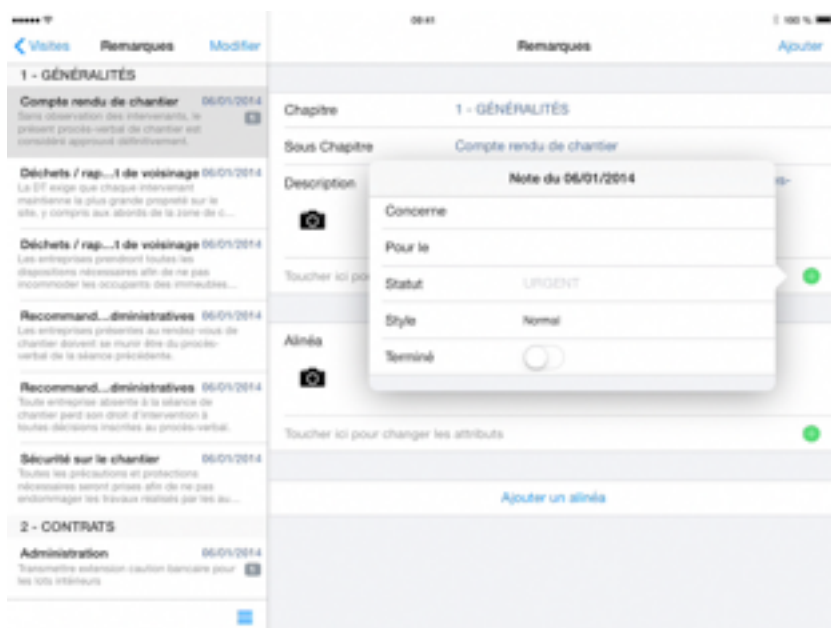 09:41
100 %
Visites
Remarques
Modifier
1 - GÉNÉRALITÉS
Compte rendu de chantier 06/01/2014
Sans observation des intervenants, le
présent procès-verbal de chantier est
considéré approuvé définitivement.
Déchets / rap...t de voisinage 06/01/2014
La DT exige que chaque intervenant
maintienne la plus grande propreté sur le
site, y compris aux abords de la zone de c...
Déchets / rap...t de voisinage 06/01/2014
Les entreprises prendront toutes les
dispositions nécessaires afin de ne pas
incommoder les occupants des immeubles...
Recommand...dministratives 06/01/2014
Les entreprises présentes au rendez-vous de
chantier doivent se munir être du procès-
verbal de la séance précédente.
Recommand...dministratives 06/01/2014
Toute entreprise absente à la séance de
chantier perd son droit d'intervention à
toutes décisions inscrites au procès-verbal.
Sécurité sur le chantier 06/01/2014
Toutes les précautions et protections
nécessaires seront prises afin de ne pas
endommager les travaux réalisés par les au...
2 - CONTRATS
Administration 06/01/2014
Transmettre extension caution bancaire pour
les lots intérieurs
Remarques
Ajouter
Chapitre 1 - GÉNÉRALITÉS
Sous Chapitre Compte rendu de chantier
Description
Toucher ici po
Note du 06/01/2014
Concerne
Pour le
Statut URGENT
Style Normal
Terminé
Alinéa
Toucher ici pour changer les attributs
Ajouter un alinéa